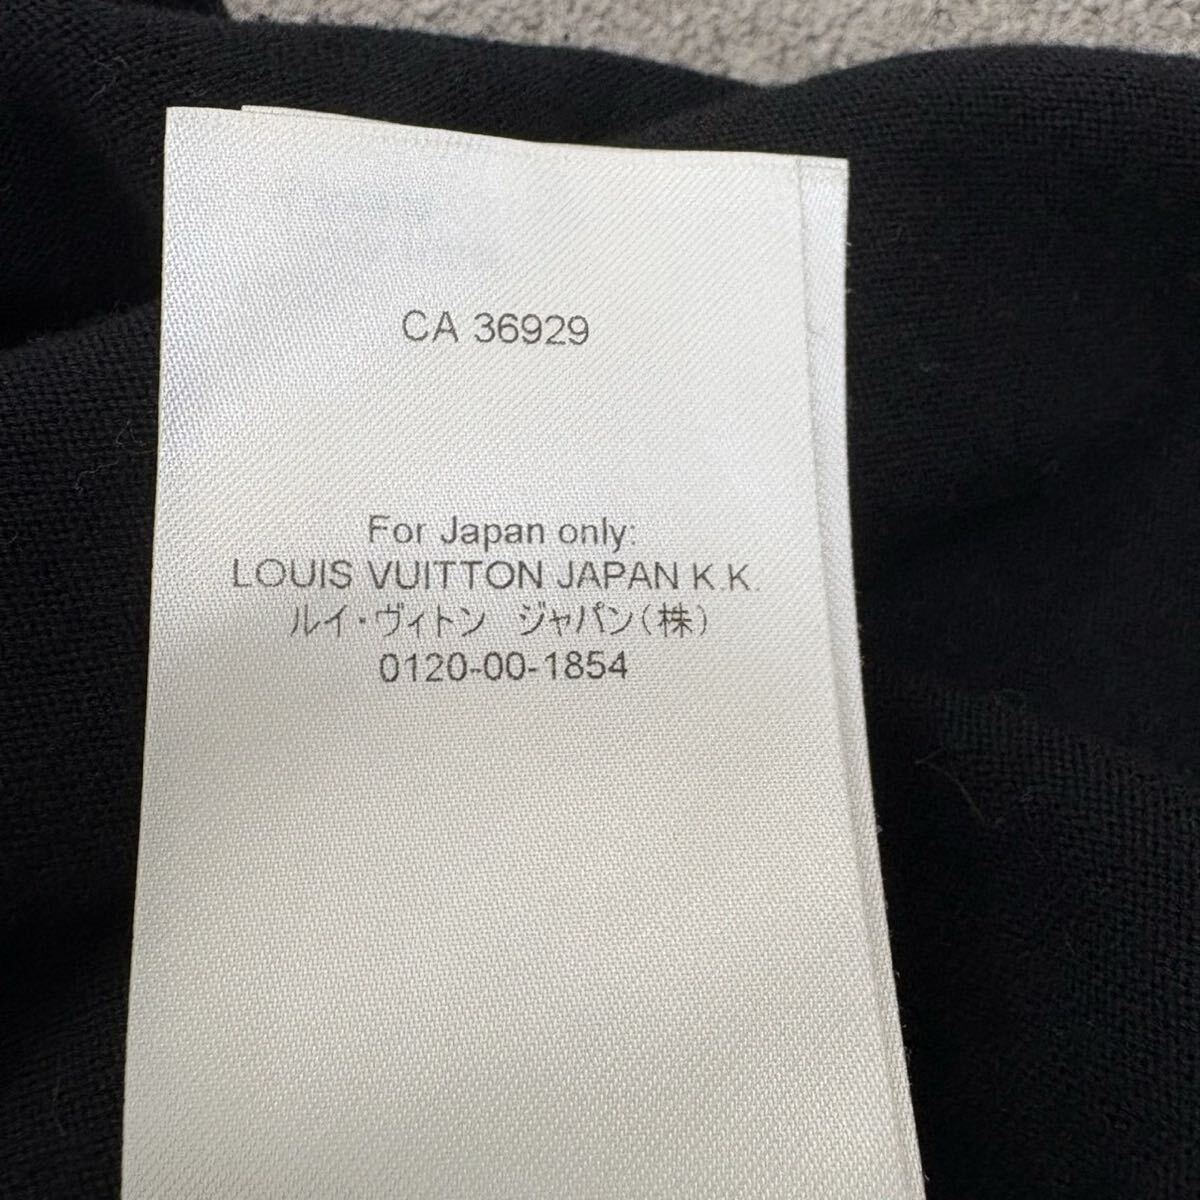 CA 36929
For Japan only:
LOUIS VUITTON JAPAN K.K.
ルイ・ヴィトン　ジャパン(株)
0120-00-1854